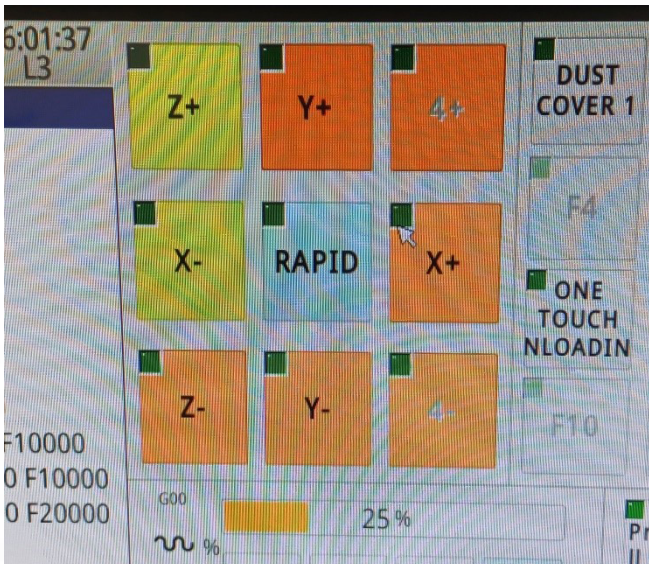 6:01:37
L3
Z+
Y+
4+
DUST
COVER 1
F4
X-
RAPID
X+
ONE
TOUCH
NLOADIN
Z-
Y-
4-
F10
F10000
0 F10000
0 F20000
G00
25 %
%
Pr